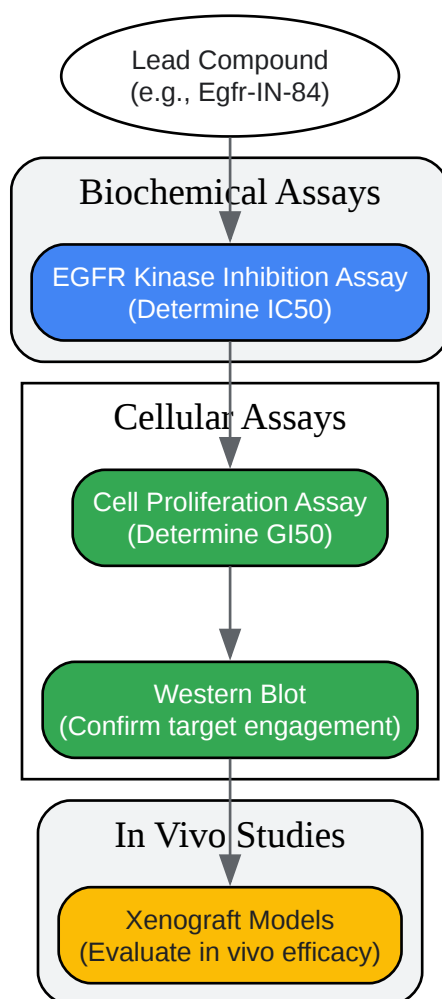 Lead Compound
(e.g., Egfr-IN-84)
Biochemical Assays
EGFR Kinase Inhibition Assay
(Determine IC50)
Cellular Assays
Cell Proliferation Assay
(Determine GI50)
Western Blot
(Confirm target engagement)
In Vivo Studies
Xenograft Models
(Evaluate in vivo efficacy)